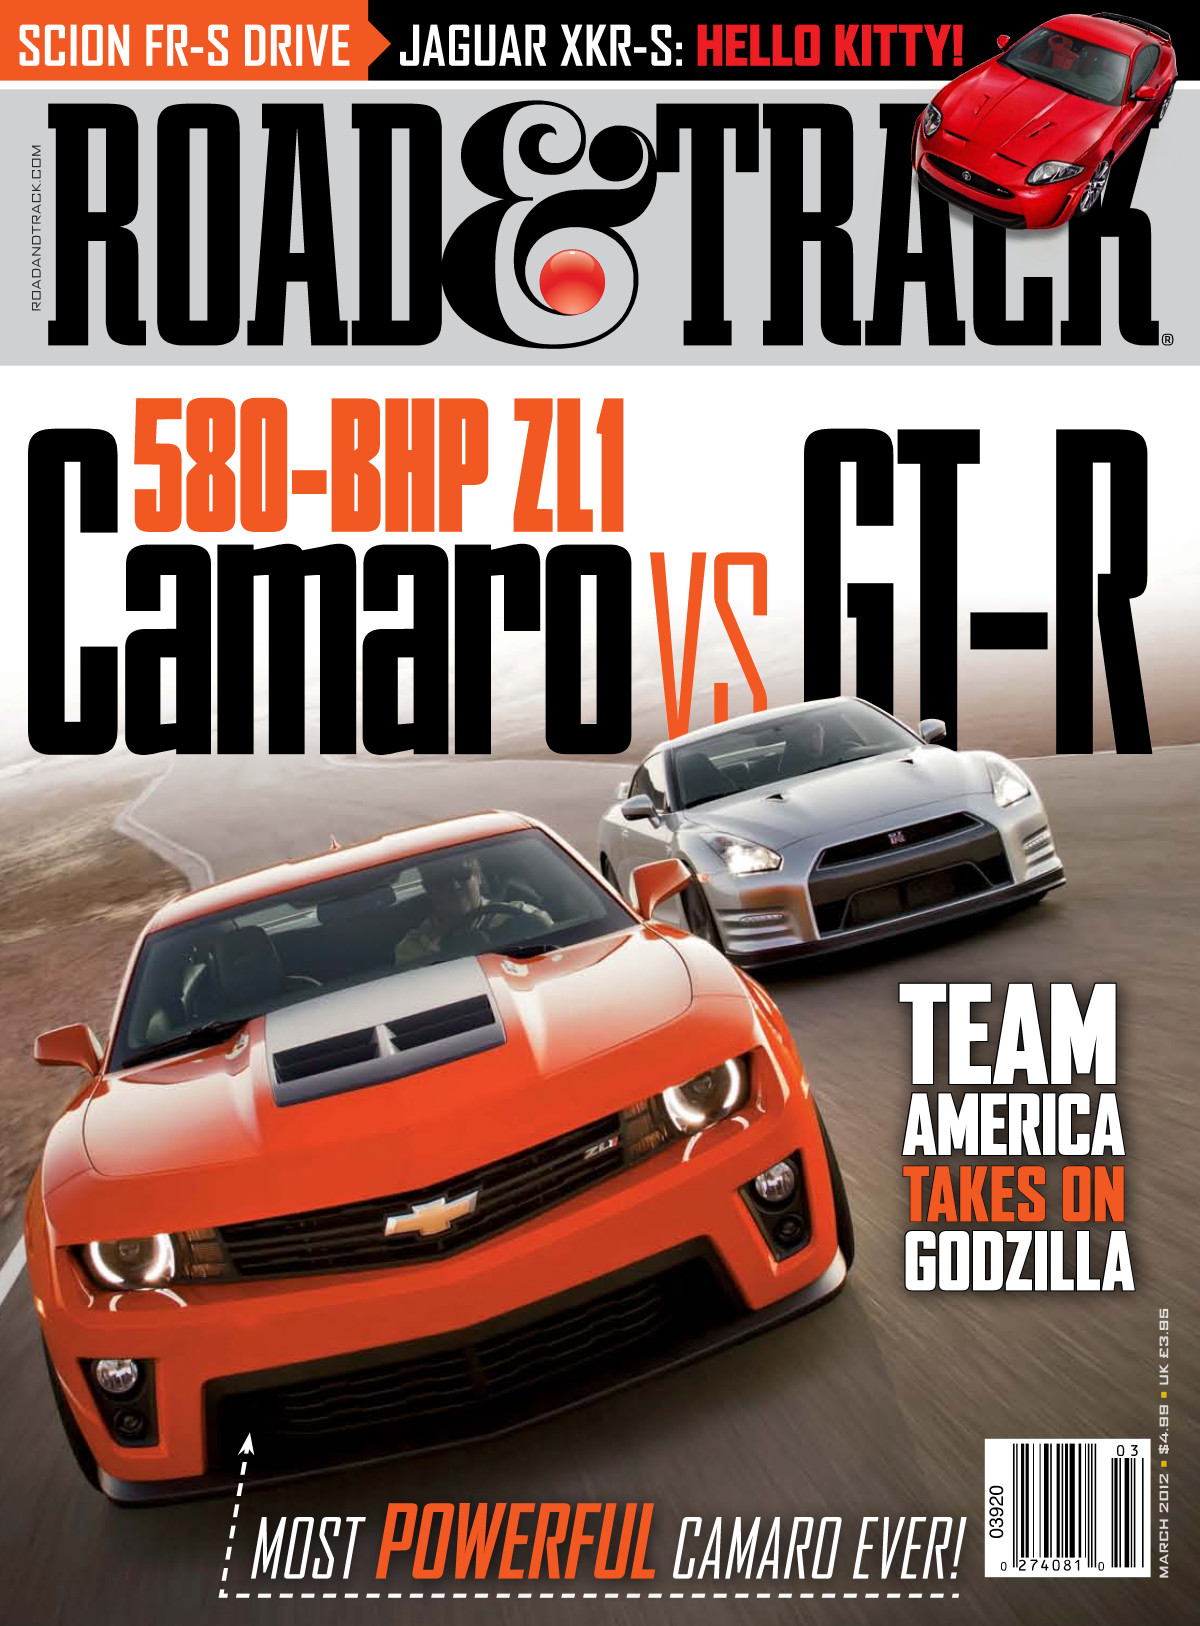 SCION FR-S DRIVE
JAGUAR XKR-S: HELLO KITTY!
ROADANDTRACK.COM
ROAD&TRACK®
580-BHP ZL1
Camaro vs GT-R
ZL1
TEAM
AMERICA
TAKES ON
GODZILLA
MOST POWERFUL CAMARO EVER!
MARCH 2012 ▪ $4.99 ▪ UK £3.95
03
03920
0 274081 0